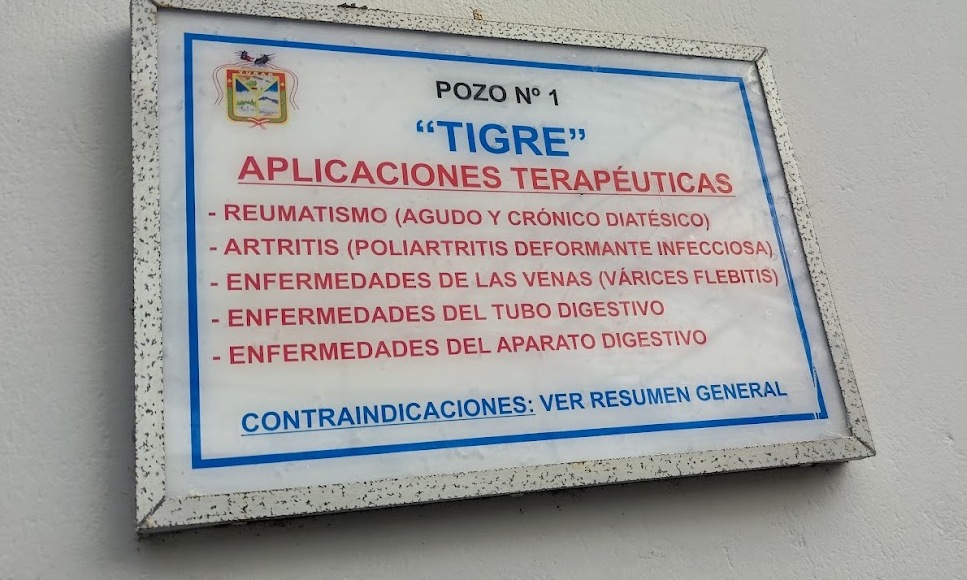 YURA
POZO Nº 1
“TIGRE”
APLICACIONES TERAPÉUTICAS
- REUMATISMO (AGUDO Y CRÓNICO DIATÉSICO)
- ARTRITIS (POLIARTRITIS DEFORMANTE INFECCIOSA)
- ENFERMEDADES DE LAS VENAS (VÁRICES FLEBITIS)
- ENFERMEDADES DEL TUBO DIGESTIVO
- ENFERMEDADES DEL APARATO DIGESTIVO
CONTRAINDICACIONES: VER RESUMEN GENERAL